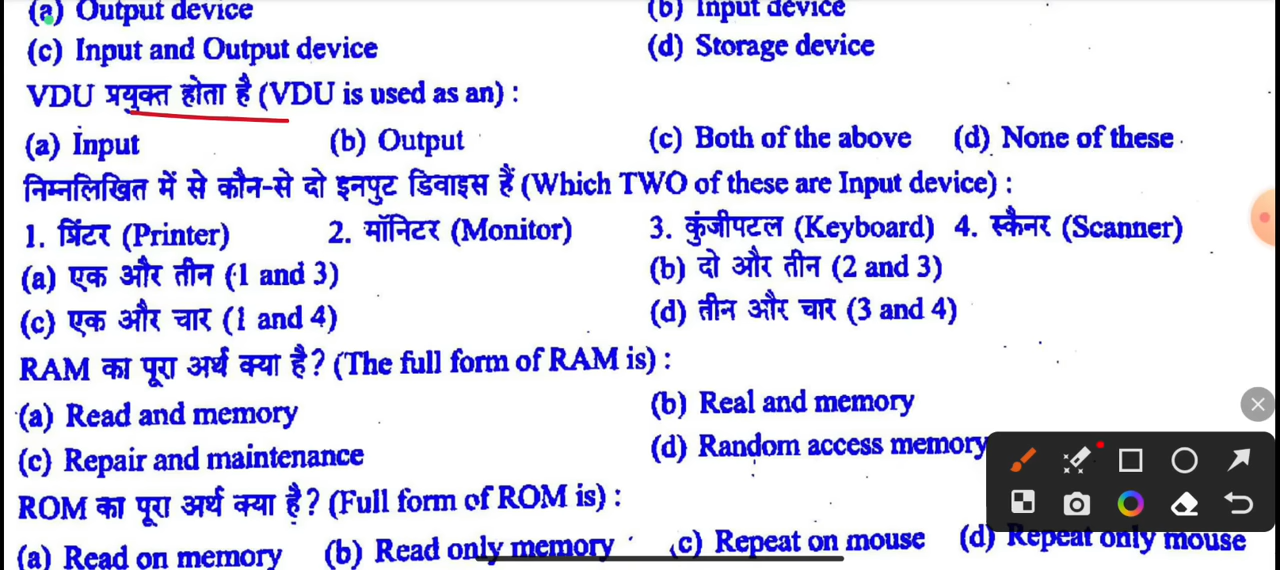 (a) Output device (b) Input device
(c) Input and Output device (d) Storage device
VDU प्रयुक्त होता है (VDU is used as an) :
(a) Input (b) Output (c) Both of the above (d) None of these
निम्नलिखित में से कौन-से दो इनपुट डिवाइस हैं (Which TWO of these are Input device) :
1. प्रिंटर (Printer) 2. मॉनिटर (Monitor) 3. कुंजीपटल (Keyboard) 4. स्कैनर (Scanner)
(a) एक और तीन (1 and 3) (b) दो और तीन (2 and 3)
(c) एक और चार (1 and 4) (d) तीन और चार (3 and 4)
RAM का पूरा अर्थ क्या है? (The full form of RAM is) :
(a) Read and memory (b) Real and memory
(c) Repair and maintenance (d) Random access memory
ROM का पूरा अर्थ क्या है? (Full form of ROM is) :
(a) Read on memory (b) Read only memory (c) Repeat on mouse (d) Repeat only mouse